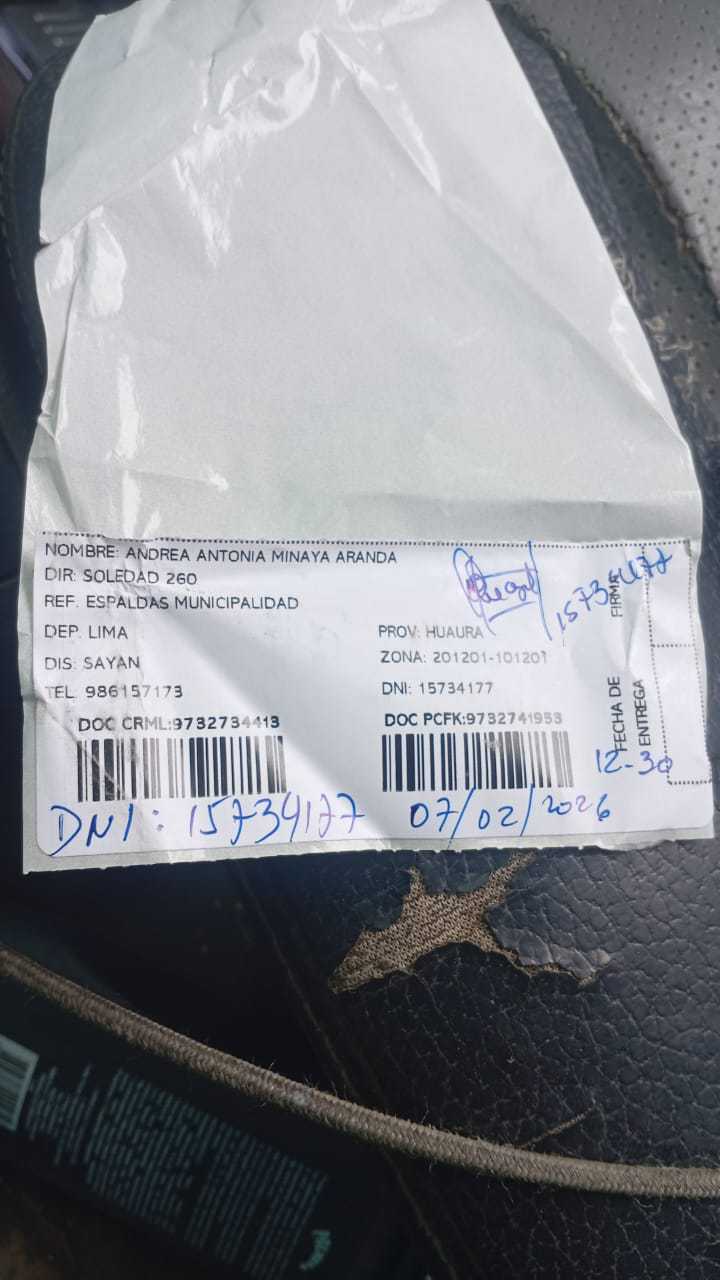 NOMBRE: ANDREA ANTONIA MINAYA ARANDA
DIR: SOLEDAD 260
REF. ESPALDAS MUNICIPALIDAD
DEP. LIMA
PROV: HUAURA
DIS: SAYAN
ZONA: 201201-101201
TEL. 986157173
DNI: 15734177
DOC CRML:9732734413
DOC PCFK:9732741953
FIRMA
15734177
FECHA DE
ENTREGA
12-30
DNI: 15734177
07/02/2026